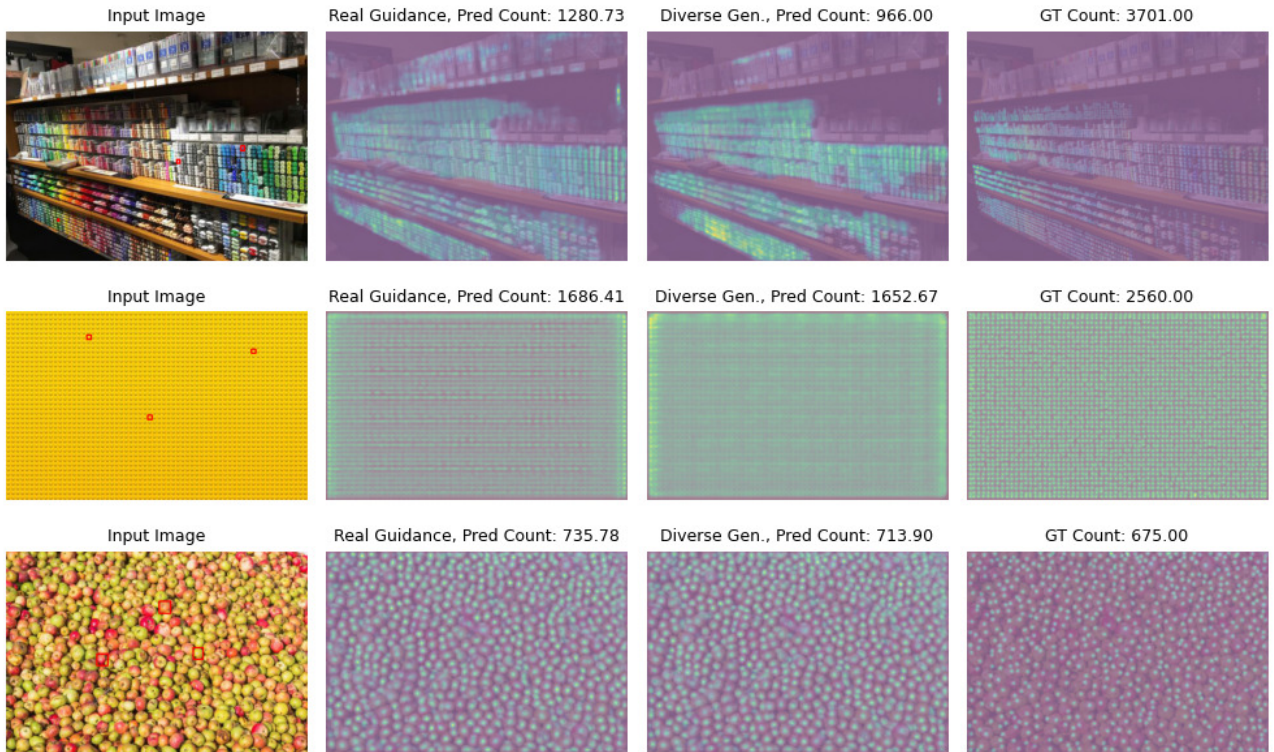 Input Image
Real Guidance, Pred Count: 1280.73
Diverse Gen., Pred Count: 966.00
GT Count: 3701.00
Input Image
Real Guidance, Pred Count: 1686.41
Diverse Gen., Pred Count: 1652.67
GT Count: 2560.00
Input Image
Real Guidance, Pred Count: 735.78
Diverse Gen., Pred Count: 713.90
GT Count: 675.00